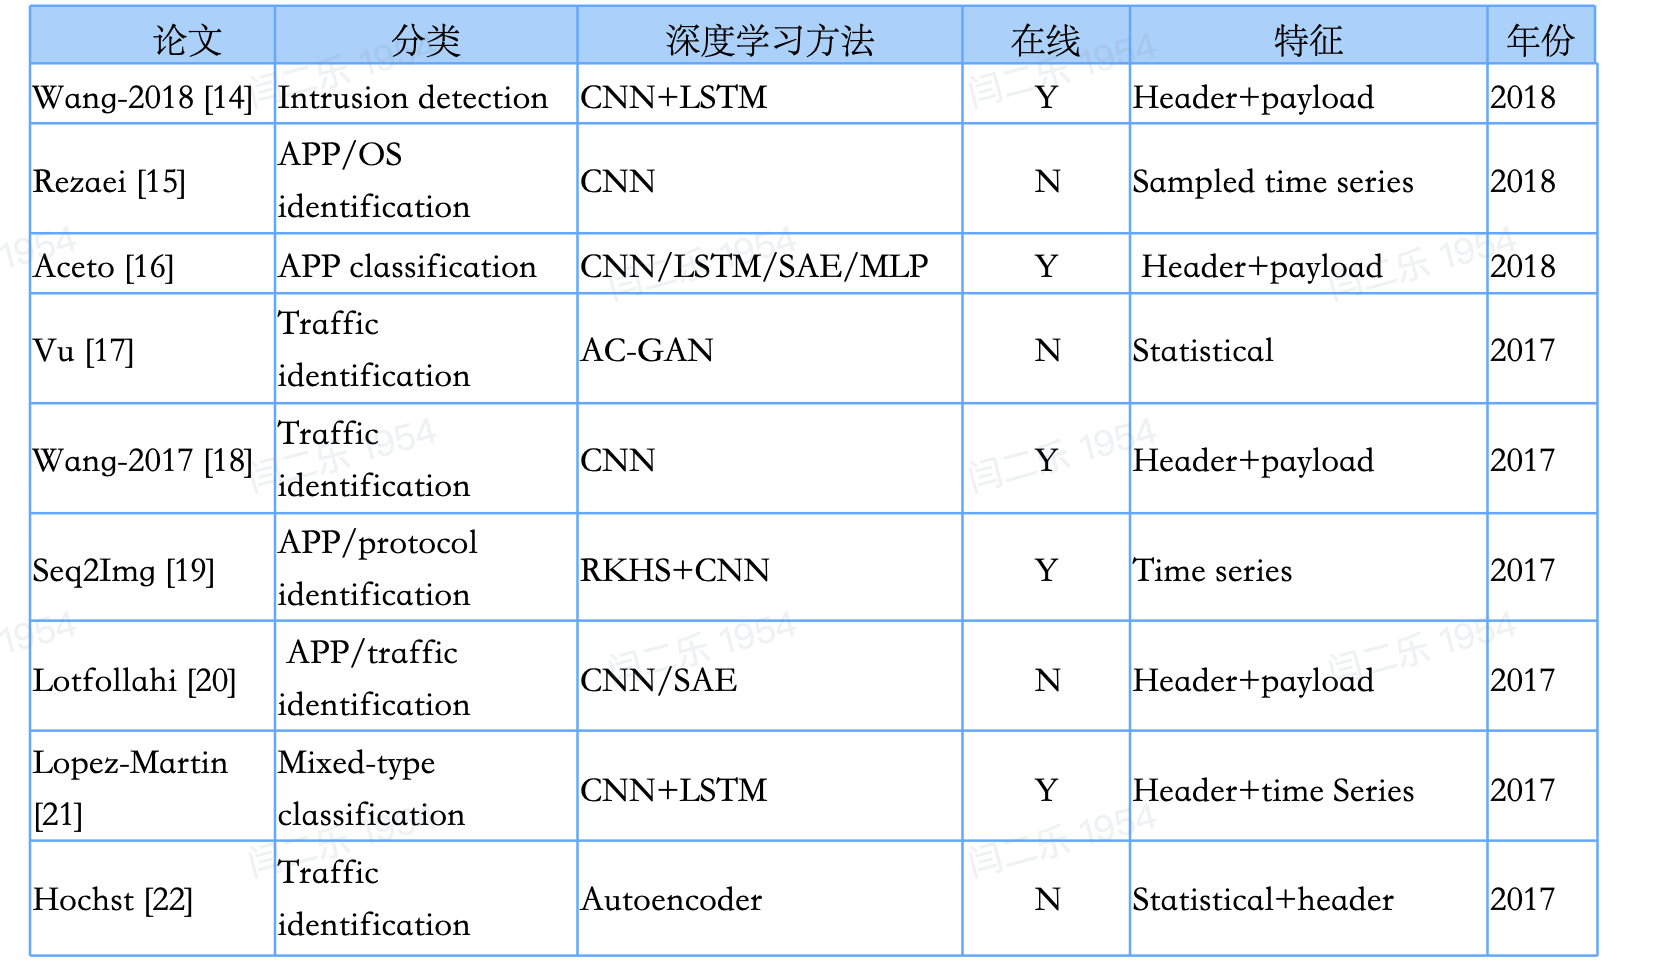 论文 分类 深度学习方法 在线 特征 年份
Wang-2018 [14] Intrusion detection CNN+LSTM Y Header+payload 2018
Rezaei [15] APP/OS identification CNN N Sampled time series 2018
Aceto [16] APP classification CNN/LSTM/SAE/MLP Y Header+payload 2018
Vu [17] Traffic identification AC-GAN N Statistical 2017
Wang-2017 [18] Traffic identification CNN Y Header+payload 2017
Seq2Img [19] APP/protocol identification RKHS+CNN Y Time series 2017
Lotfollahi [20] APP/traffic identification CNN/SAE N Header+payload 2017
Lopez-Martin [21] Mixed-type classification CNN+LSTM Y Header+time Series 2017
Hochst [22] Traffic identification Autoencoder N Statistical+header 2017
闫二乐 1954